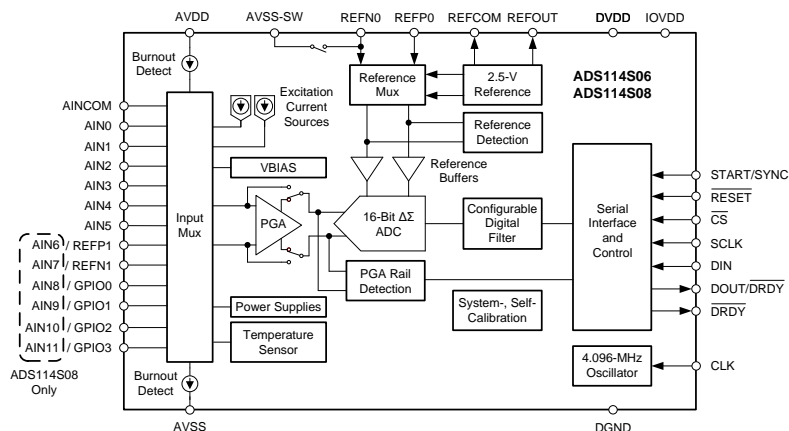 AVDD
AVSS-SW
REFN0
REFP0
REFCOM
REFOUT
DVDD
IOVDD
Burnout
Detect
Reference
Mux
2.5-V
Reference
ADS114S06
ADS114S08
Excitation
Current
Sources
Reference
Detection
AINCOM
AIN0
AIN1
AIN2
AIN3
AIN4
AIN5
AIN6 / REFP1
AIN7 / REFN1
AIN8 / GPIO0
AIN9 / GPIO1
AIN10 / GPIO2
AIN11 / GPIO3
ADS114S08
Only
Input
Mux
VBIAS
Reference
Buffers
PGA
16-Bit ΔΣ
ADC
Configurable
Digital
Filter
Serial
Interface
and
Control
START/SYNC
RESET
CS
SCLK
DIN
DOUT/DRDY
DRDY
PGA Rail
Detection
System-, Self-
Calibration
Power Supplies
Temperature
Sensor
4.096-MHz
Oscillator
CLK
Burnout
Detect
AVSS
DGND